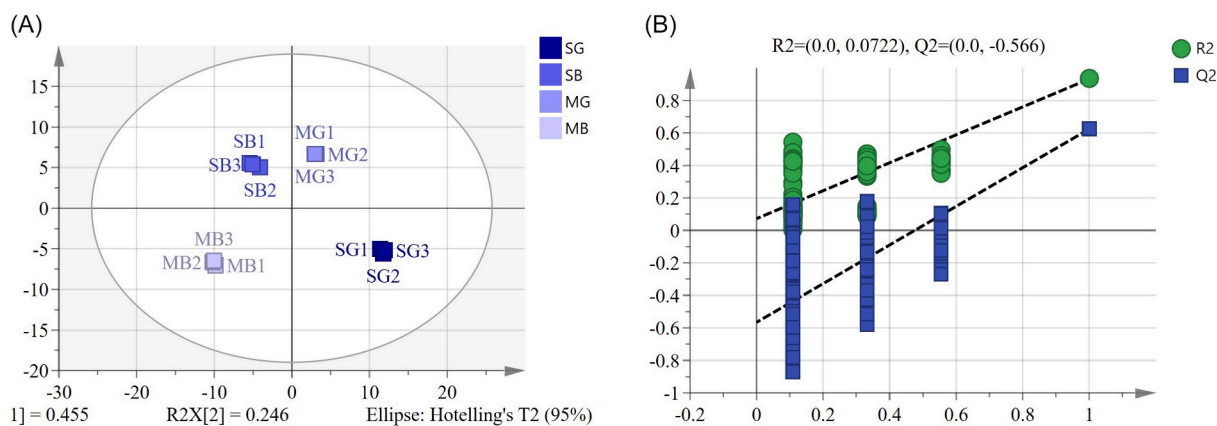 (A)
SG
SB
MG
MB
15
10
5
0
-5
-10
-15
-20
SB1
SB3
SB2
MG1
MG2
MG3
MB3
MB2
MB1
SG1
SG3
SG2
-30 -20 -10 0 10 20
1] = 0.455 R2X[2] = 0.246 Ellipse: Hotelling's T2 (95%)
(B)
R2=(0.0, 0.0722), Q2=(0.0, -0.566)
R2
Q2
0.8
0.6
0.4
0.2
0
-0.2
-0.4
-0.6
-0.8
-1
-0.2 0 0.2 0.4 0.6 0.8 1